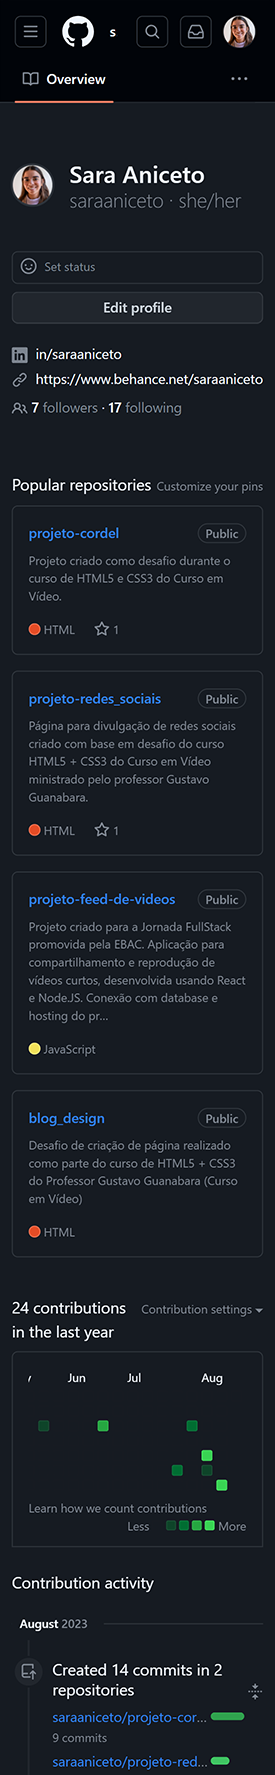 s
Overview
Sara Aniceto
saraaniceto · she/her
Set status
Edit profile
in/saraaniceto
https://www.behance.net/saraaniceto
7 followers · 17 following
Popular repositories Customize your pins
projeto-cordel Public
Projeto criado como desafio durante o
curso de HTML5 e CSS3 do Curso em
Vídeo.
HTML 1
projeto-redes_sociais Public
Página para divulgação de redes sociais
criado com base em desafio do curso
HTML5 + CSS3 do Curso em Vídeo
ministrado pelo professor Gustavo
Guanabara.
HTML 1
projeto-feed-de-videos Public
Projeto criado para a Jornada FullStack
promovida pela EBAC. Aplicação para
compartilhamento e reprodução de
vídeos curtos, desenvolvida usando React
e Node.JS. Conexão com database e
hosting do pr...
JavaScript
blog_design Public
Desafio de criação de página realizado
como parte do curso de HTML5 + CSS3
do Professor Gustavo Guanabara (Curso
em Vídeo)
HTML
24 contributions Contribution settings
in the last year
Jun Jul Aug
Learn how we count contributions
Less More
Contribution activity
August 2023
Created 14 commits in 2
repositories
saraaniceto/projeto-cor...
9 commits
saraaniceto/projeto-red...